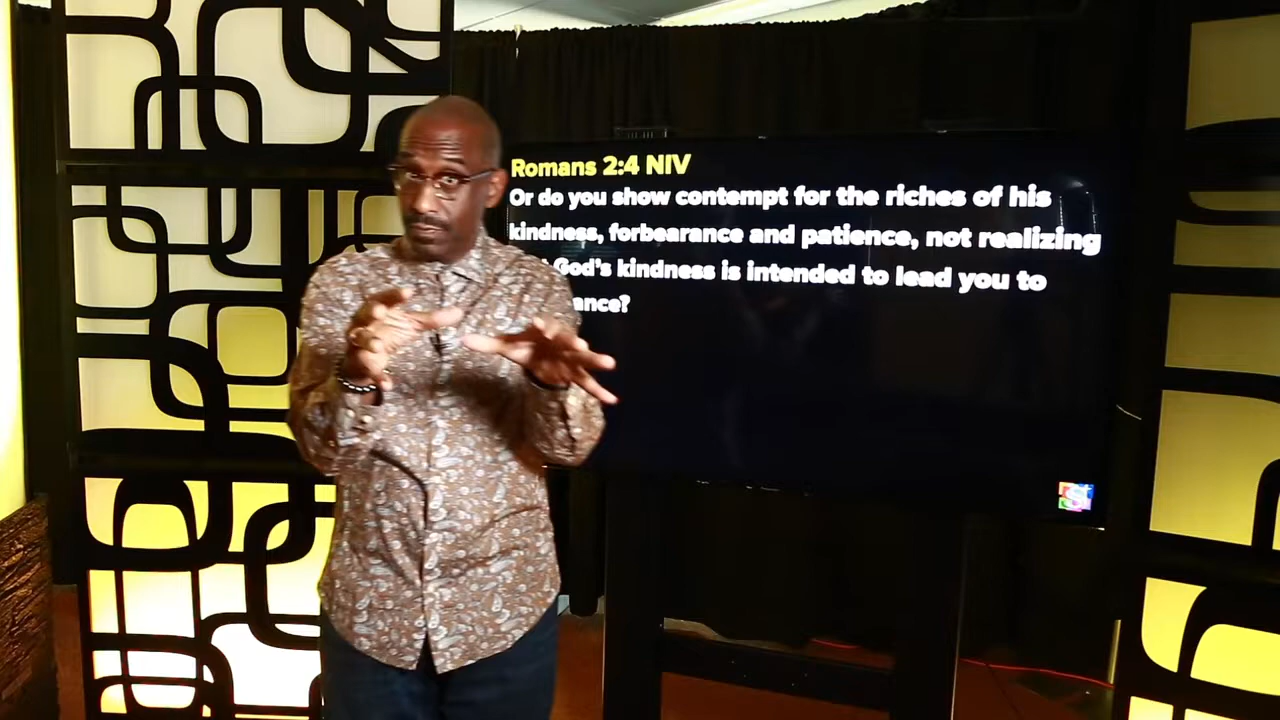 Romans 2:4 NIV
Or do you show contempt for the riches of his
kindness, forbearance and patience, not realizing
God's kindness is intended to lead you to
ance?